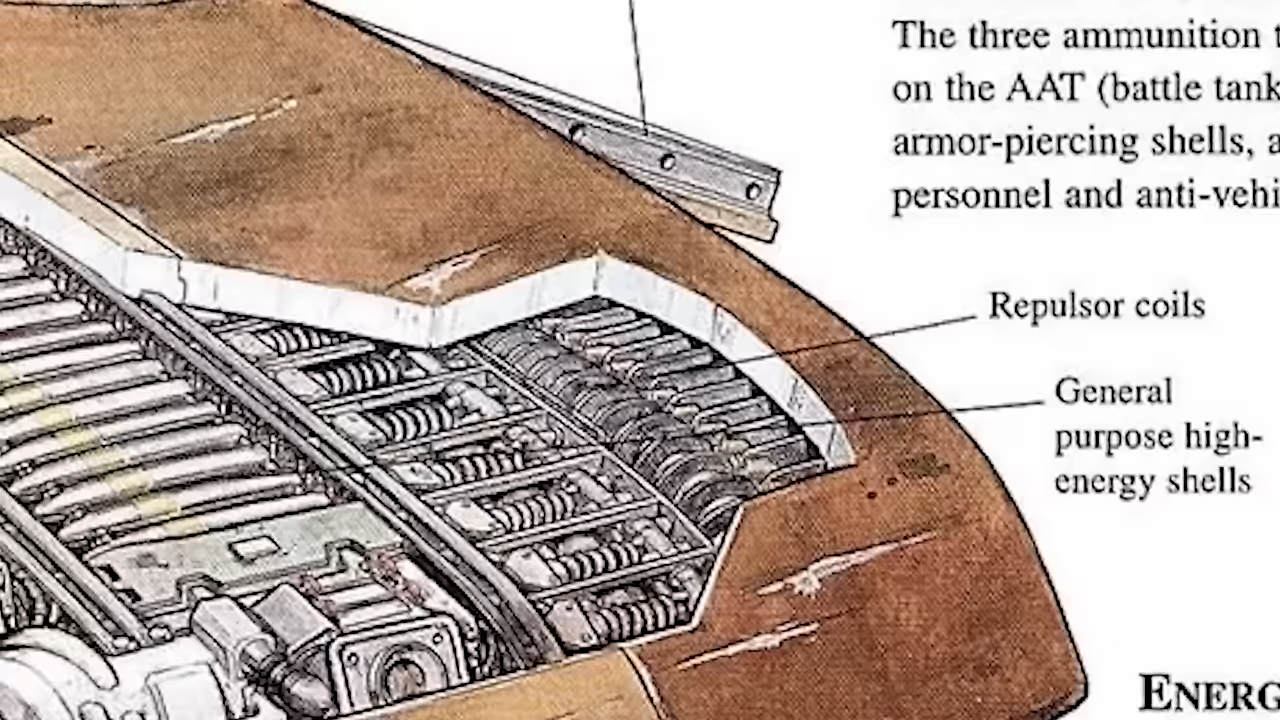 The three ammunition
on the AAT (battle tank
armor-piercing shells,
personnel and anti-vehi
Repulsor coils
General
purpose high-
energy shells
ENERG